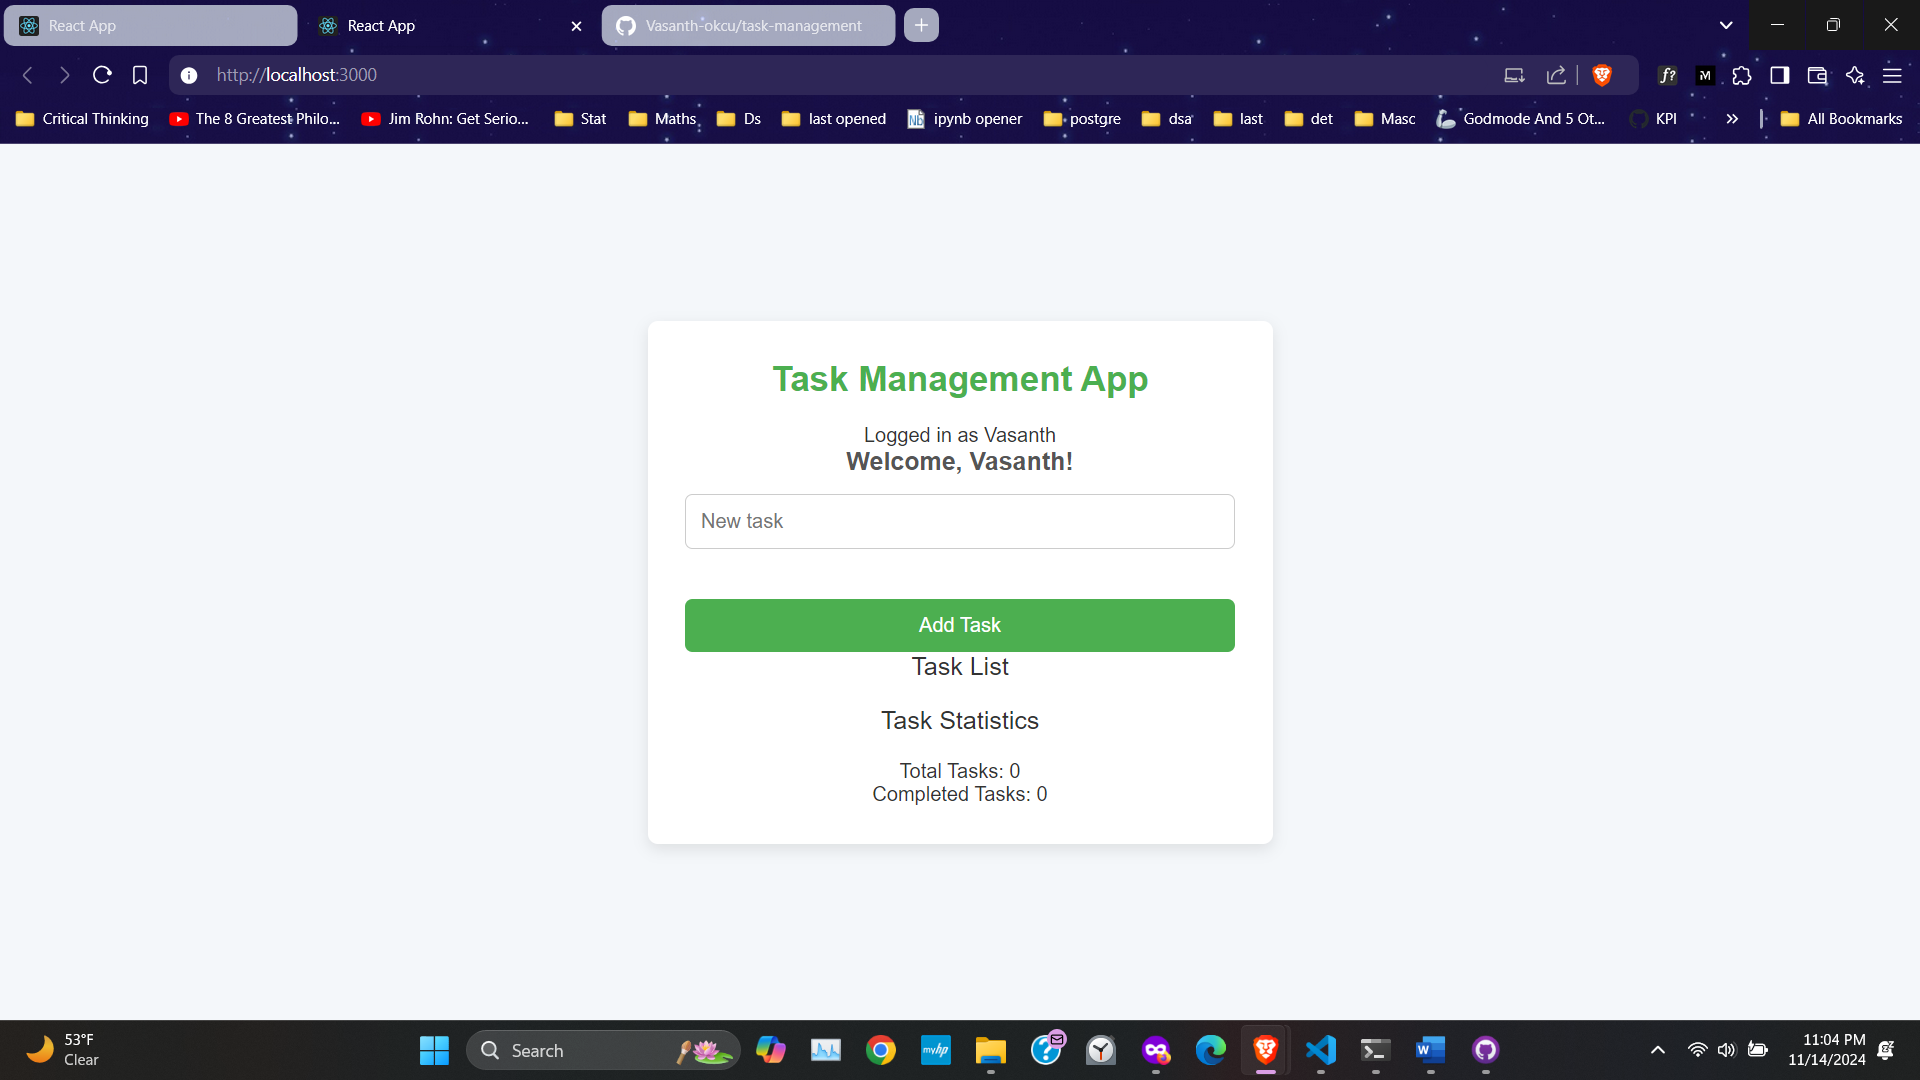 React App
React App
Vasanth-okcu/task-management
http://localhost:3000
Critical Thinking
The 8 Greatest Philo...
Jim Rohn: Get Serio...
Stat
Maths
Ds
last opened
ipynb opener
postgre
dsa
last
det
Masc
Godmode And 5 Ot...
KPI
All Bookmarks
Task Management App
Logged in as Vasanth
Welcome, Vasanth!
New task
Add Task
Task List
Task Statistics
Total Tasks: 0
Completed Tasks: 0
53°F
Clear
Search
myhp
11:04 PM
11/14/2024